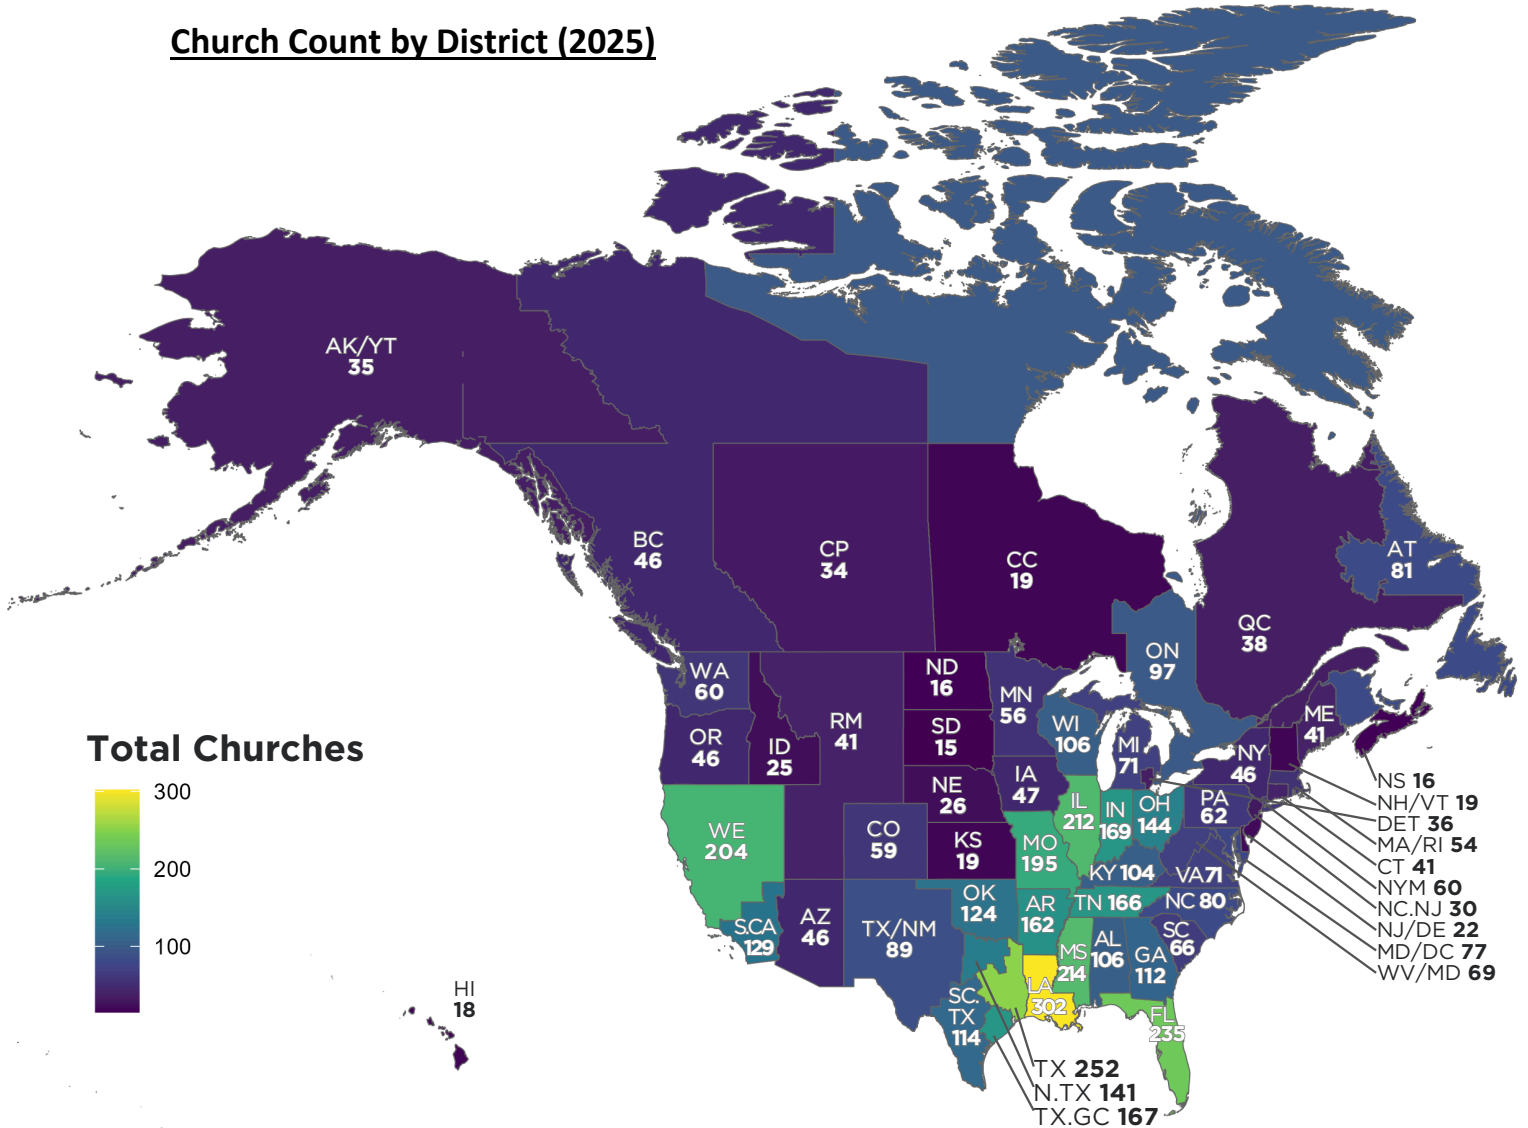 Church Count by District (2025)
AK/YT
35
BC
46
CP
34
CC
19
AT
81
QC
38
ON
97
WA
60
ND
16
MN
56
RM
41
OR
46
ID
25
SD
15
WI
106
MI
71
NY
46
ME
41
IA
47
NE
26
PA
62
IL
212
IN
169
OH
144
WE
204
CO
59
KS
19
MO
195
KY 104
VA 71
OK
124
AR
162
TN 166
NC 80
S.CA
129
AZ
46
TX/NM
89
MS
214
AL
106
GA
112
SC
66
SC.
TX
114
LA
302
FL
235
HI
18
NS 16
NH/VT 19
DET 36
MA/RI 54
CT 41
NYM 60
NC.NJ 30
NJ/DE 22
MD/DC 77
WV/MD 69
TX 252
N.TX 141
TX.GC 167
Total Churches
300
200
100